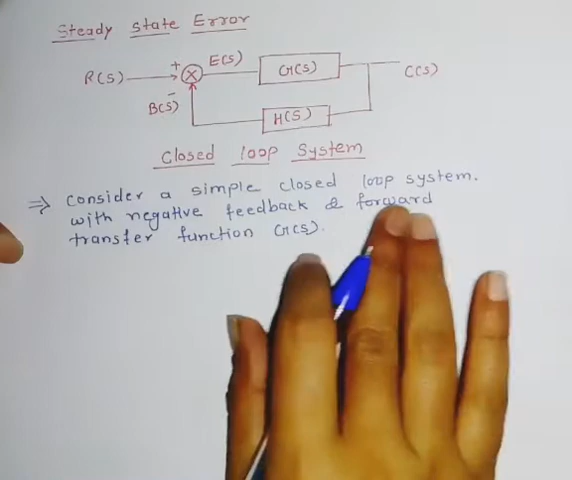 Steady state Error
+ E(S)
R(S) G(S) C(S)
B(S) -
H(S)
Closed loop System
⇒ Consider a simple closed loop system.
with negative feedback & forward
transfer function G(S).